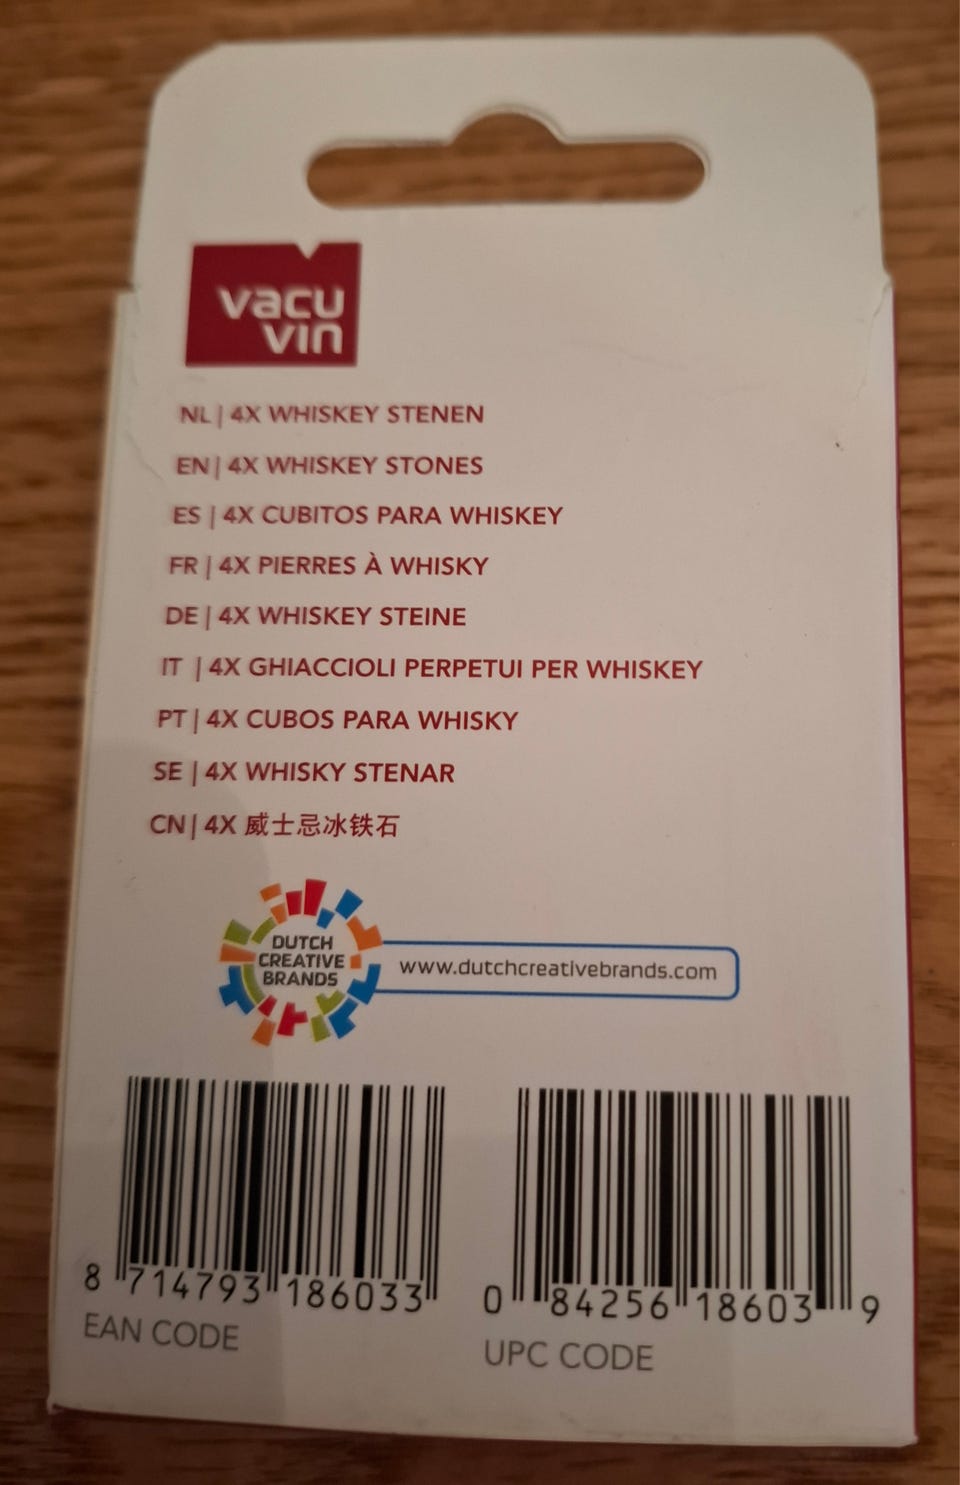 vacu
vin
NL | 4X WHISKEY STENEN
EN | 4X WHISKEY STONES
ES | 4X CUBITOS PARA WHISKEY
FR | 4X PIERRES À WHISKY
DE | 4X WHISKEY STEINE
IT | 4X GHIACCIOLI PERPETUI PER WHISKEY
PT | 4X CUBOS PARA WHISKY
SE | 4X WHISKY STENAR
CN | 4X 威士忌冰铁石
DUTCH
CREATIVE
BRANDS
www.dutchcreativebrands.com
8 714793 186033
EAN CODE
0 84256 18603 9
UPC CODE